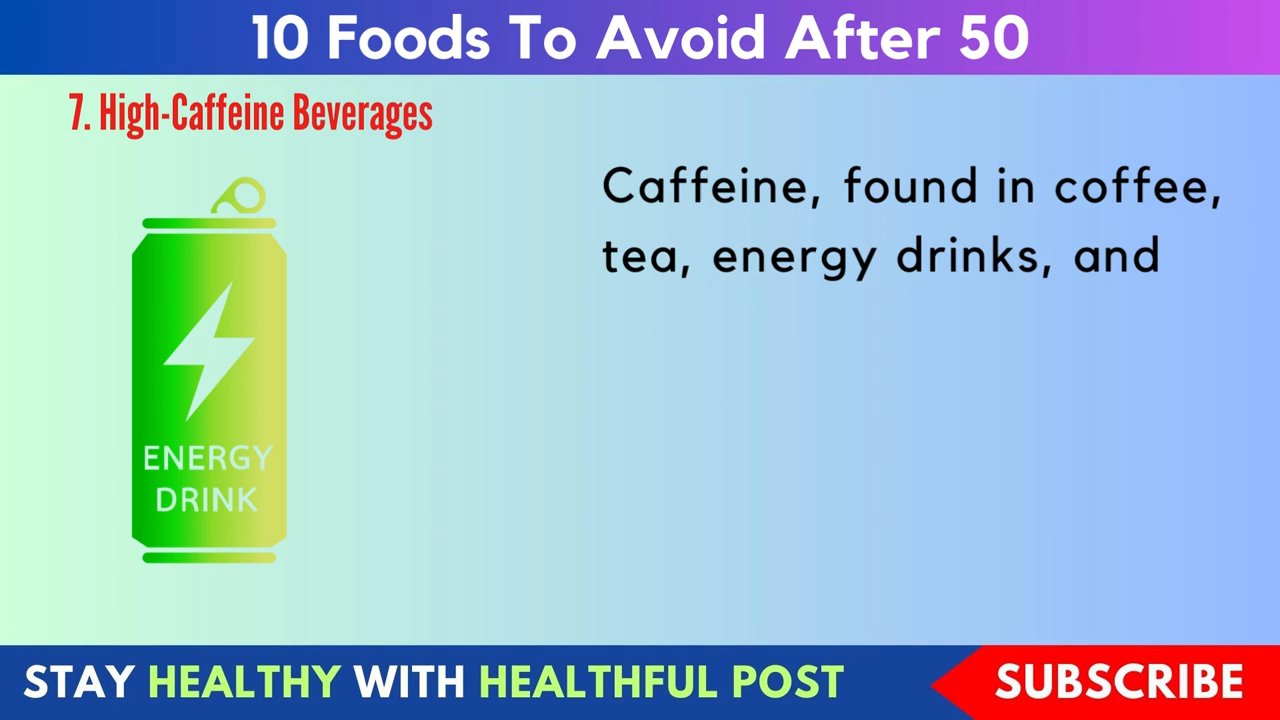 10 Foods To Avoid After 50
7. High-Caffeine Beverages
Caffeine, found in coffee,
tea, energy drinks, and
ENERGY
DRINK
STAY HEALTHY WITH HEALTHFUL POST
SUBSCRIBE